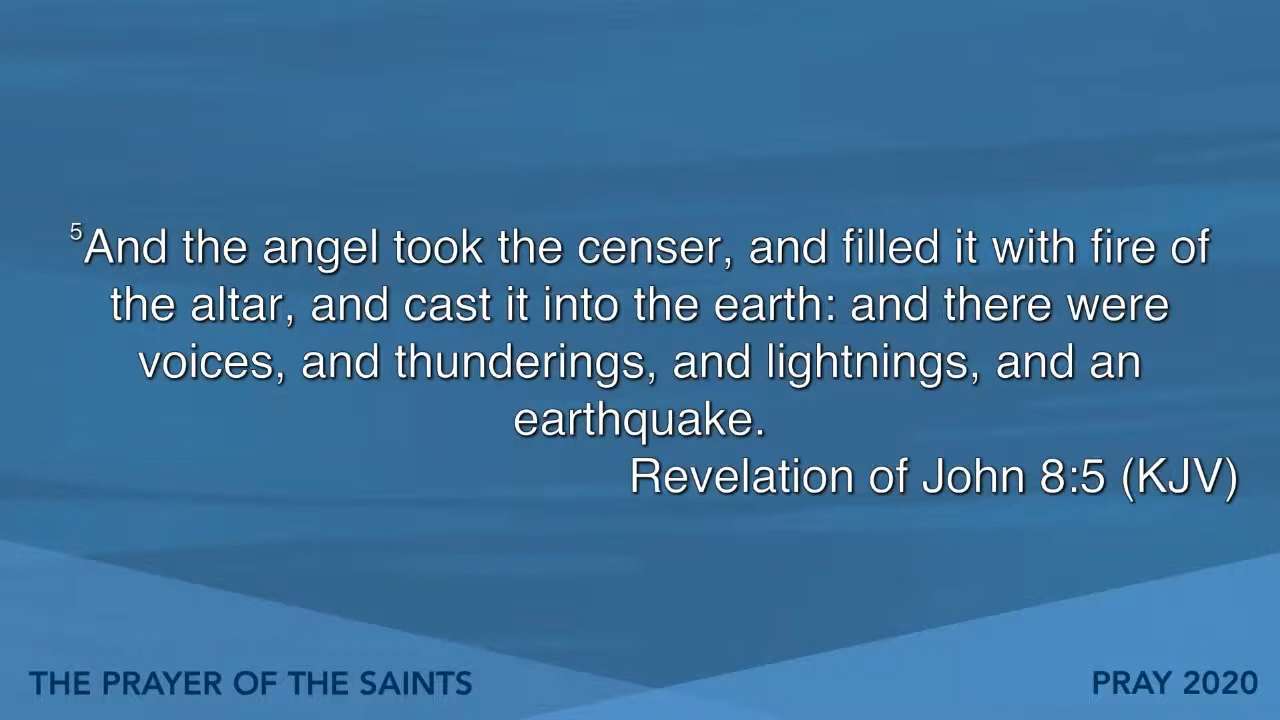 5And the angel took the censer, and filled it with fire of
the altar, and cast it into the earth: and there were
voices, and thunderings, and lightnings, and an
earthquake.
Revelation of John 8:5 (KJV)
THE PRAYER OF THE SAINTS
PRAY 2020